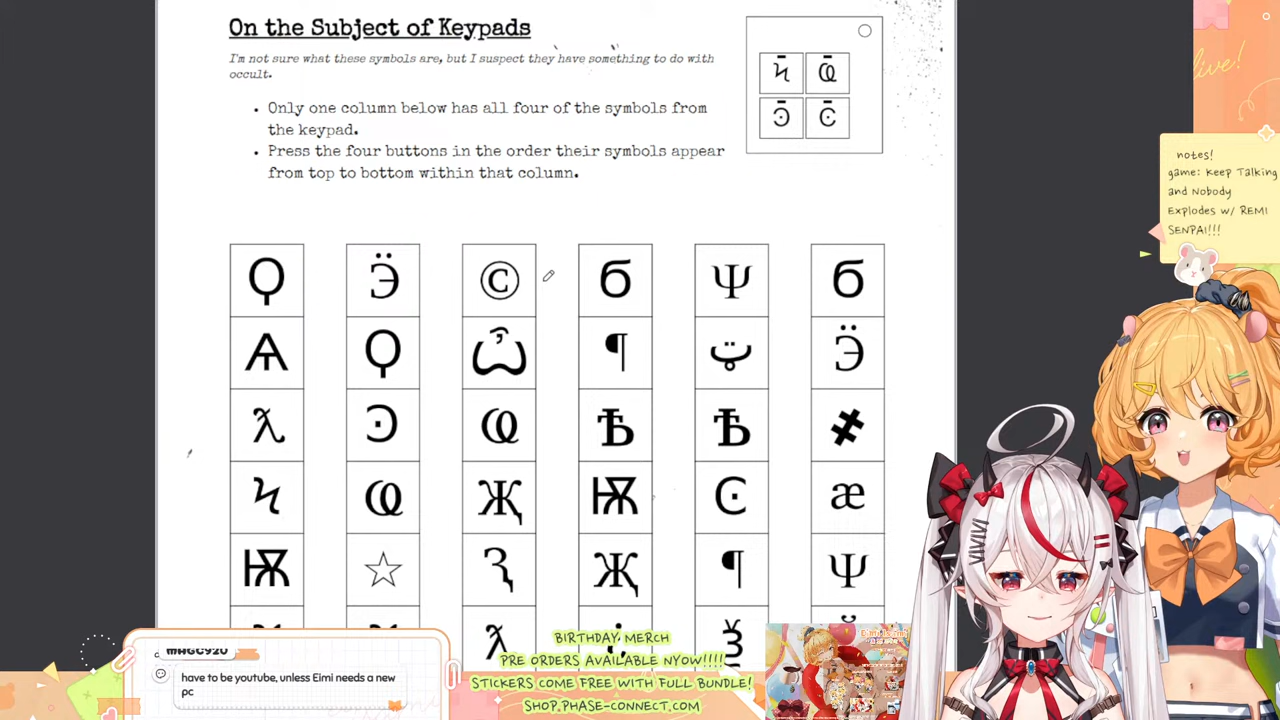 On the Subject of Keypads
I'm not sure what these symbols are, but I suspect they have something to do with
occult.
• Only one column below has all four of the symbols from
the keypad.
• Press the four buttons in the order their symbols appear
from top to bottom within that column.
Ϟ Ҩ
Ͽ Ͼ
Ϙ Ӭ © б Ψ б
Ѧ Ϙ Ѽ ¶ ټ Ӭ
ƛ Ͽ Ҩ Ѣ Ѣ ҂
Ϟ Ҩ Җ Ѭ Ͼ æ
Ѭ ☆ Ԇ Җ ¶ Ψ
live!
notes!
game: Keep Talking
and Nobody
Explodes w/ REMI
SENPAI!!!
MAGC920
have to be youtube, unless Eimi needs a new
pc
BIRTHDAY MERCH
PRE ORDERS AVAILABLE NYOW!!!!
STICKERS COME FREE WITH FULL BUNDLE!
SHOP.PHASE-CONNECT.COM